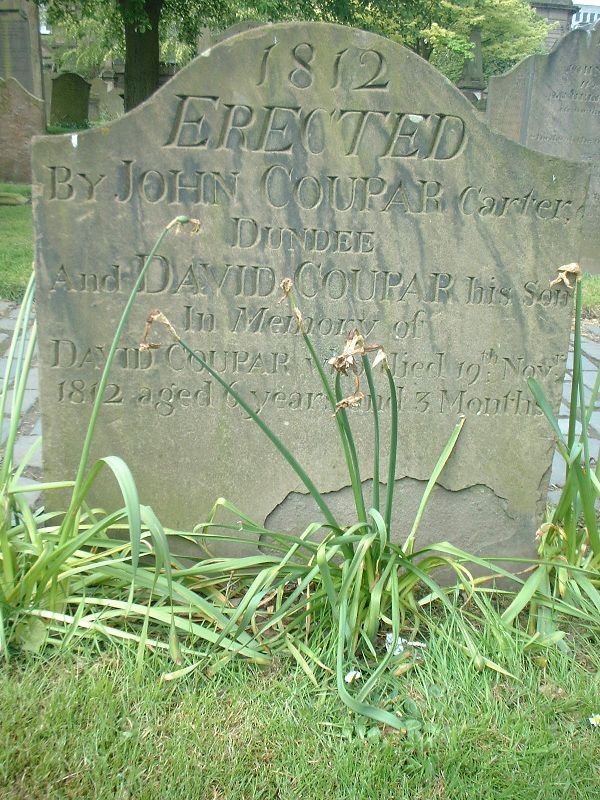 1812
ERECTED
By JOHN COUPAR Carter,
DUNDEE
And DAVID COUPAR his Son
In Memory of
DAVID COUPAR who died 19th Novr
1812 aged 6 years and 3 Months